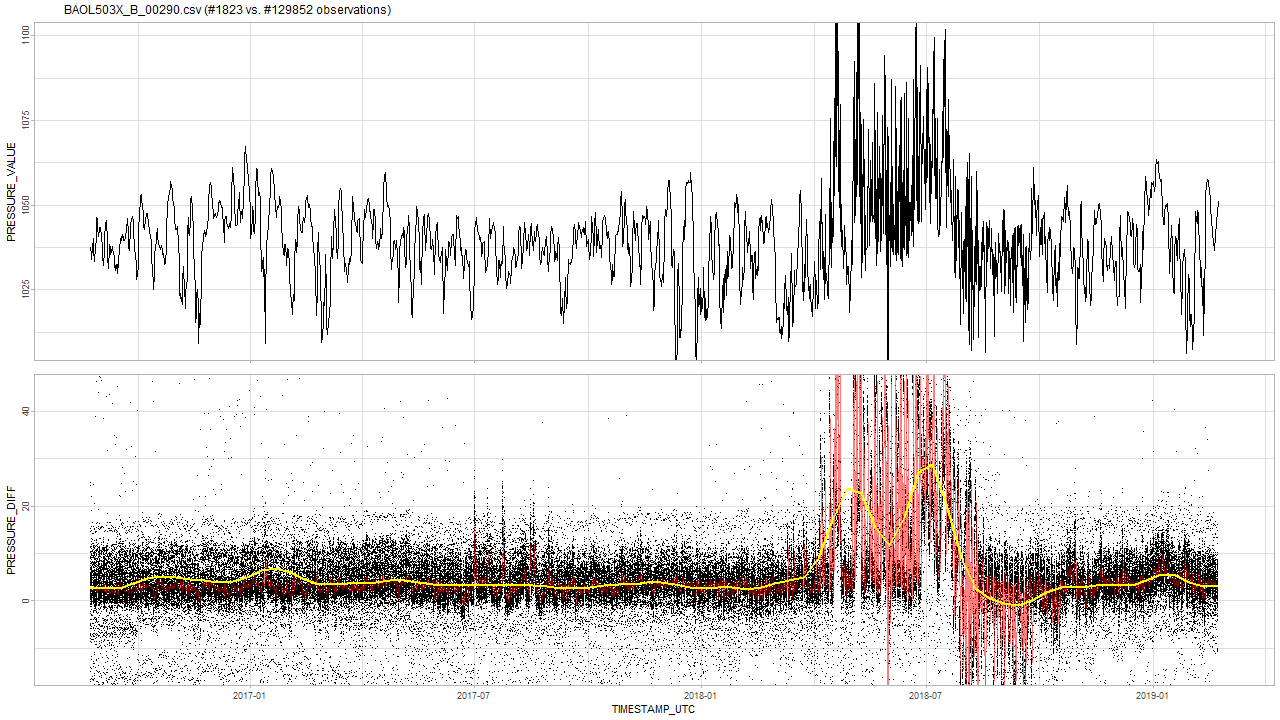 BAOL503X_B_00290.csv (#1823 vs. #129852 observations)
1100
1075
1050
1025
PRESSURE_VALUE
40
20
0
PRESSURE_DIFF
2017-01 2017-07 2018-01 2018-07 2019-01
TIMESTAMP_UTC